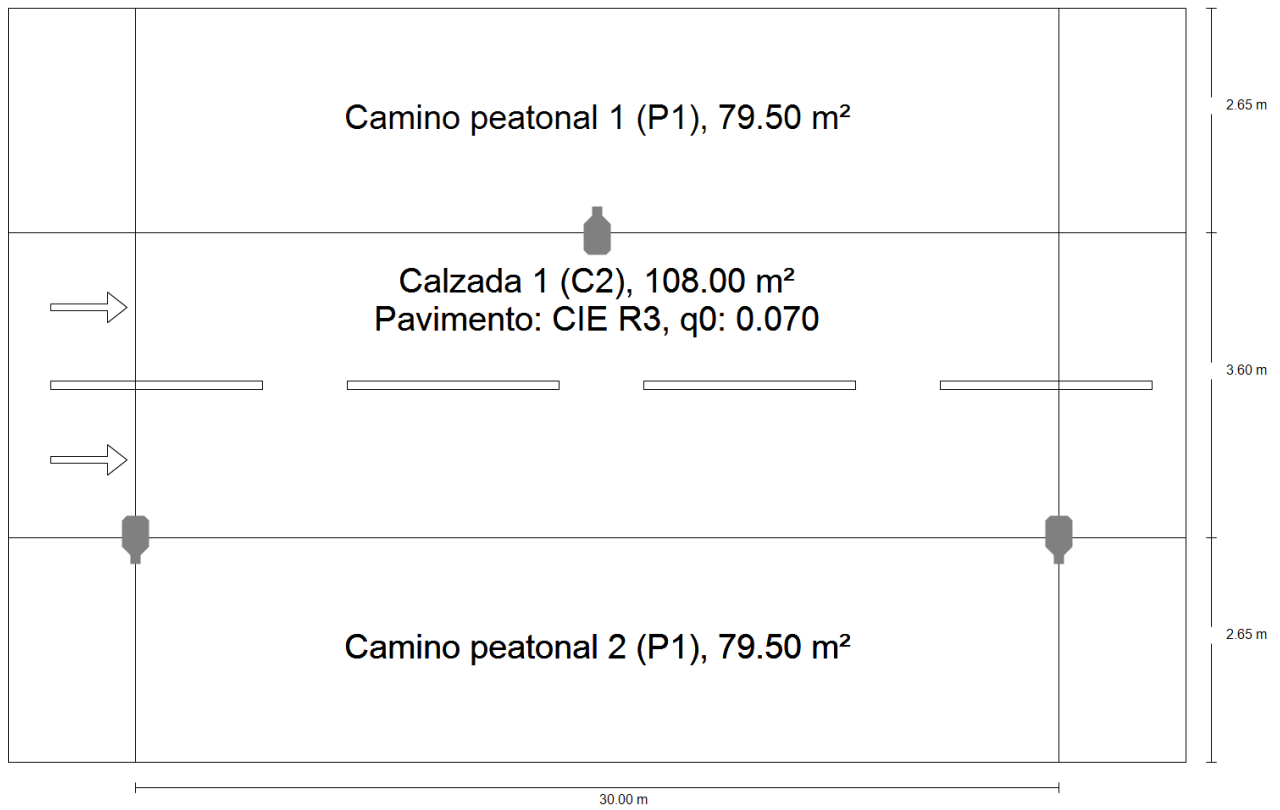 Camino peatonal 1 (P1), 79.50 m²
2.65 m
Calzada 1 (C2), 108.00 m²
Pavimento: CIE R3, q0: 0.070
3.60 m
Camino peatonal 2 (P1), 79.50 m²
2.65 m
30.00 m